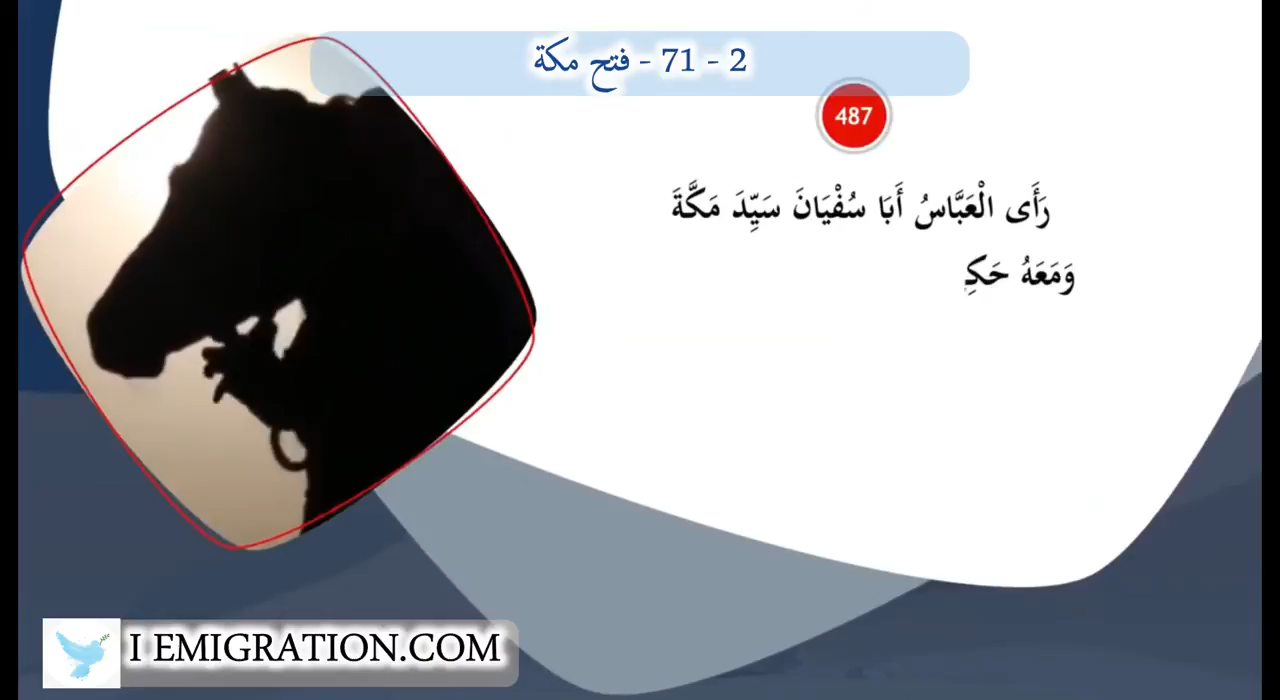 2 - 71 - فتح مكة
487
رَأَى الْعَبَّاسُ أَبَا سُفْيَانَ سَيِّدَ مَكَّةَ
وَمَعَهُ حَكِ
I EMIGRATION.COM